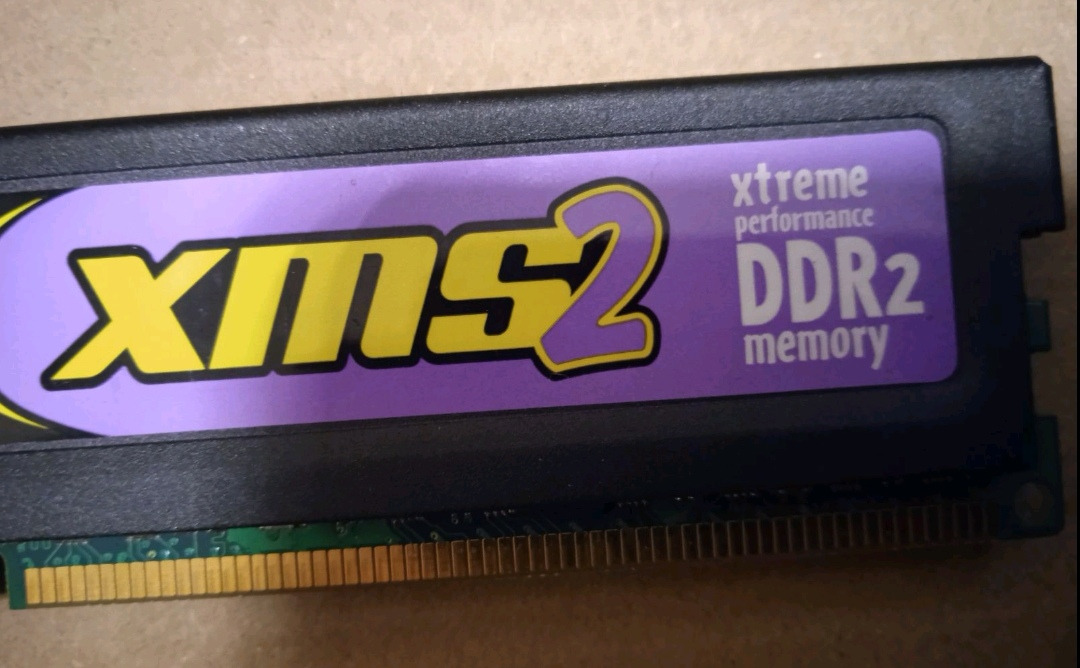 xms2
xtreme
performance
DDR2
memory